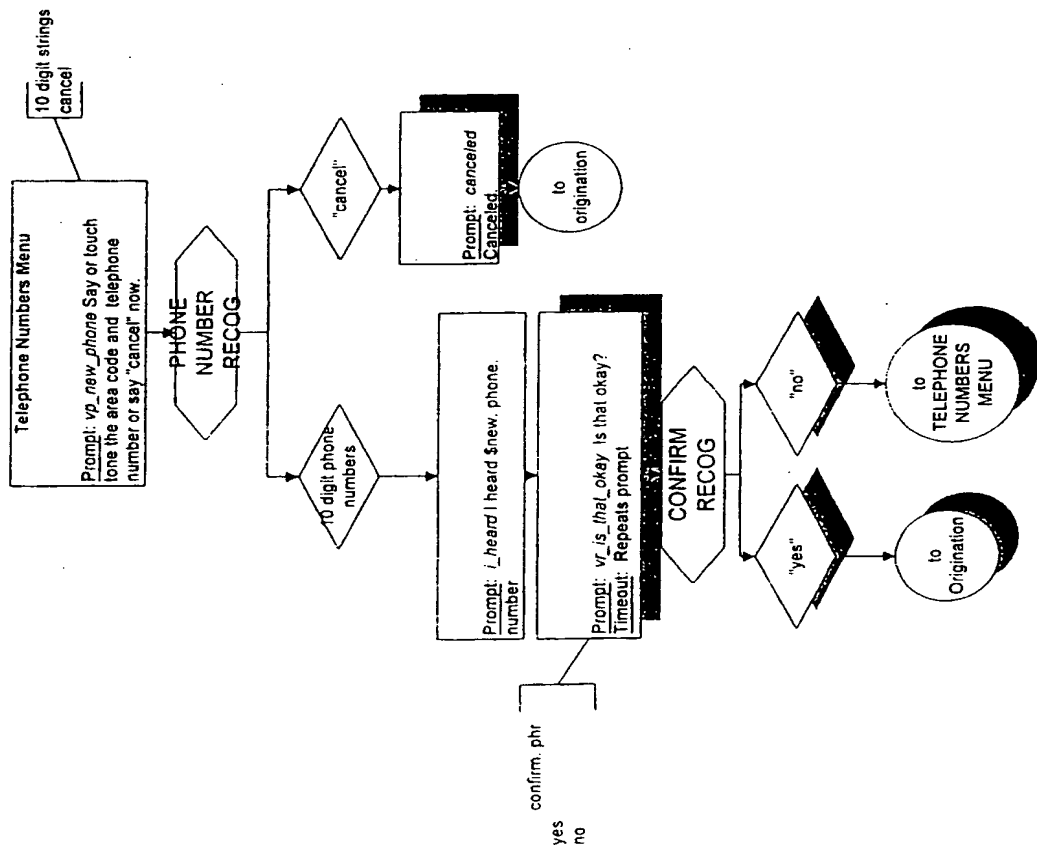 Telephone Numbers Menu
Prompt: vp_new_phone Say or touch
tone the area code and telephone
number or say "cancel" now.
10 digit strings
cancel
PHONE
NUMBER
RECOG
10 digit phone
numbers
"cancel"
Prompt: canceled
Canceled.
to
origination
Prompt: i_heard I heard $new. phone.
number
Prompt: vr_is_that_okay Is that okay?
Timeout: Repeats prompt
confirm. phr
yes
no
CONFIRM
RECOG
"yes"
"no"
to
Origination
to
TELEPHONE
NUMBERS
MENU